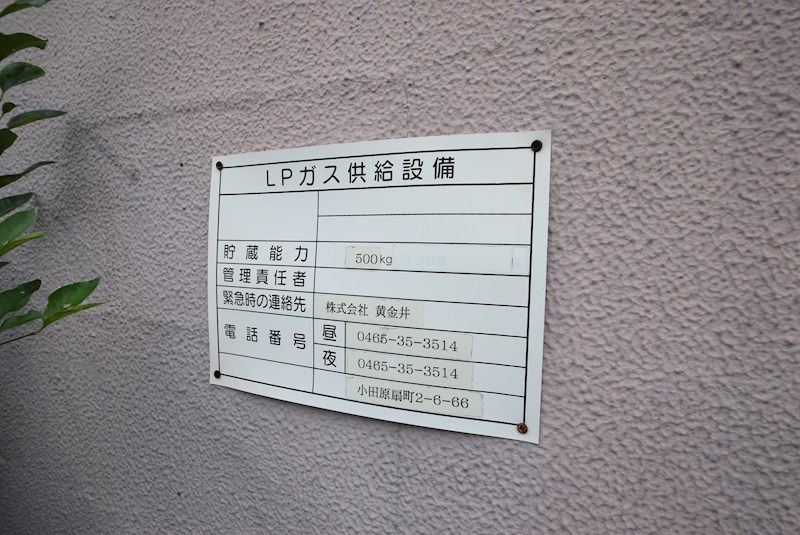 LPガス供給設備
貯蔵能力 500kg
管理責任者
緊急時の連絡先 株式会社 黄金井
電話番号 昼 0465-35-3514
夜 0465-35-3514
小田原扇町2-6-66